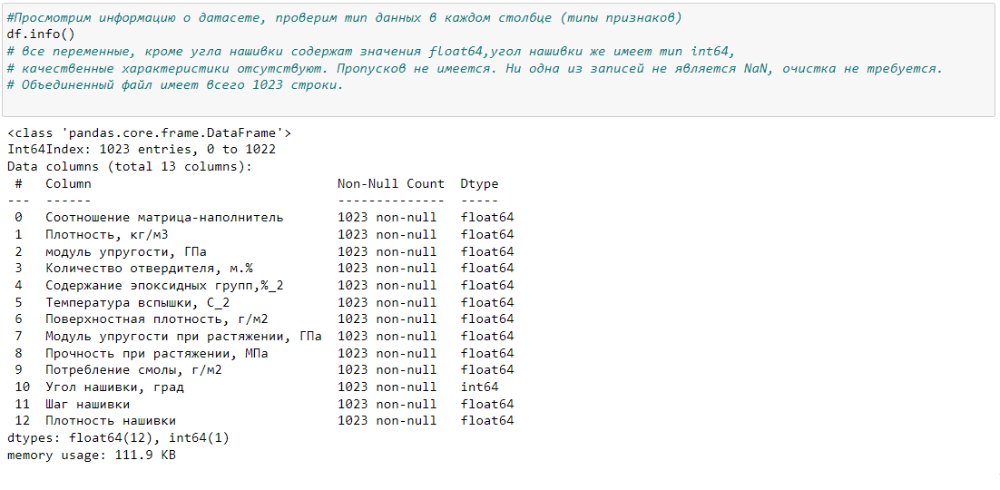 #Просмотрим информацию о датасете, проверим тип данных в каждом столбце (типы признаков)
df.info()
# все переменные, кроме угла нашивки содержат значения float64,угол нашивки же имеет тип int64,
# качественные характеристики отсутствуют. Пропусков не имеется. Ни одна из записей не является NaN, очистка не требуется.
# Объединенный файл имеет всего 1023 строки.
<class 'pandas.core.frame.DataFrame'>
Int64Index: 1023 entries, 0 to 1022
Data columns (total 13 columns):
#   Column                                Non-Null Count  Dtype
---  ------                                --------------  -----
0   Соотношение матрица-наполнитель       1023 non-null   float64
1   Плотность, кг/м3                      1023 non-null   float64
2   модуль упругости, ГПа                 1023 non-null   float64
3   Количество отвердителя, м.%           1023 non-null   float64
4   Содержание эпоксидных групп,%_2       1023 non-null   float64
5   Температура вспышки, С_2              1023 non-null   float64
6   Поверхностная плотность, г/м2         1023 non-null   float64
7   Модуль упругости при растяжении, ГПа  1023 non-null   float64
8   Прочность при растяжении, МПа         1023 non-null   float64
9   Потребление смолы, г/м2               1023 non-null   float64
10  Угол нашивки, град                    1023 non-null   int64
11  Шаг нашивки                           1023 non-null   float64
12  Плотность нашивки                     1023 non-null   float64
dtypes: float64(12), int64(1)
memory usage: 111.9 KB